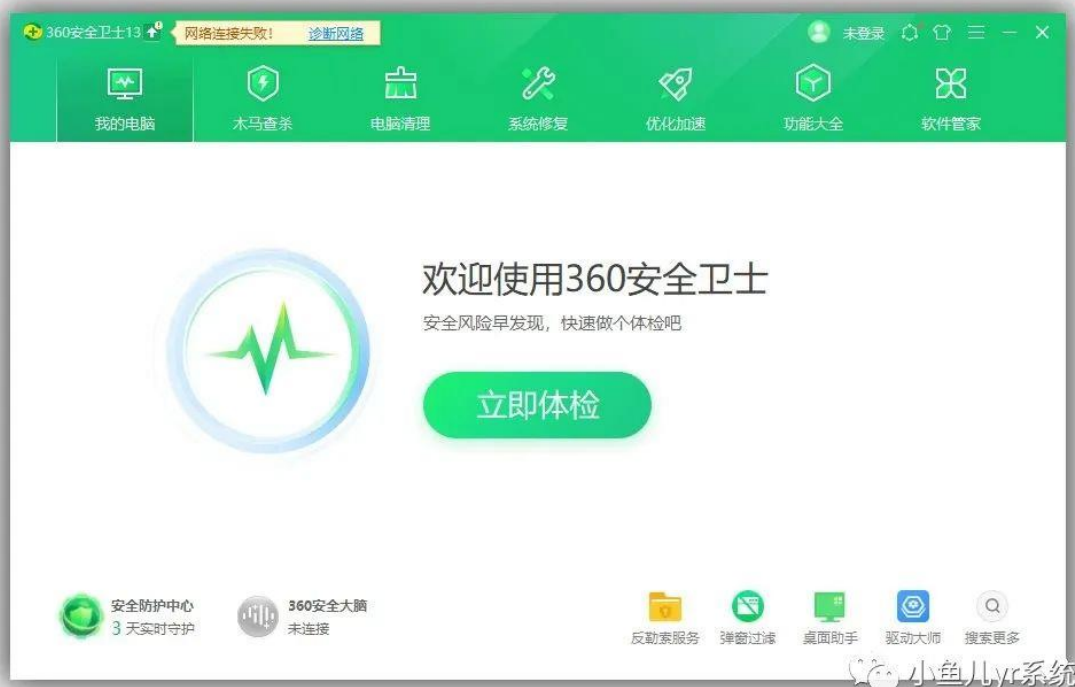 360安全卫士13
网络连接失败! 诊断网络
未登录
我的电脑 木马查杀 电脑清理 系统修复 优化加速 功能大全 软件管家
欢迎使用360安全卫士
安全风险早发现，快速做个体检吧
立即体检
安全防护中心
3 天实时守护
360安全大脑
未连接
反勒索服务 弹窗过滤 桌面助手 驱动大师 搜索更多
小鱼儿yr系统